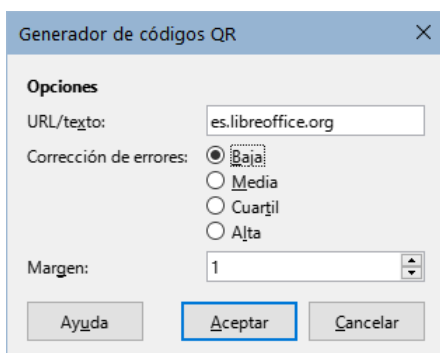 Generador de códigos QR
Opciones
URL/texto: es.libreoffice.org
Corrección de errores: Baja
Media
Cuartil
Alta
Margen: 1
Ayuda Aceptar Cancelar